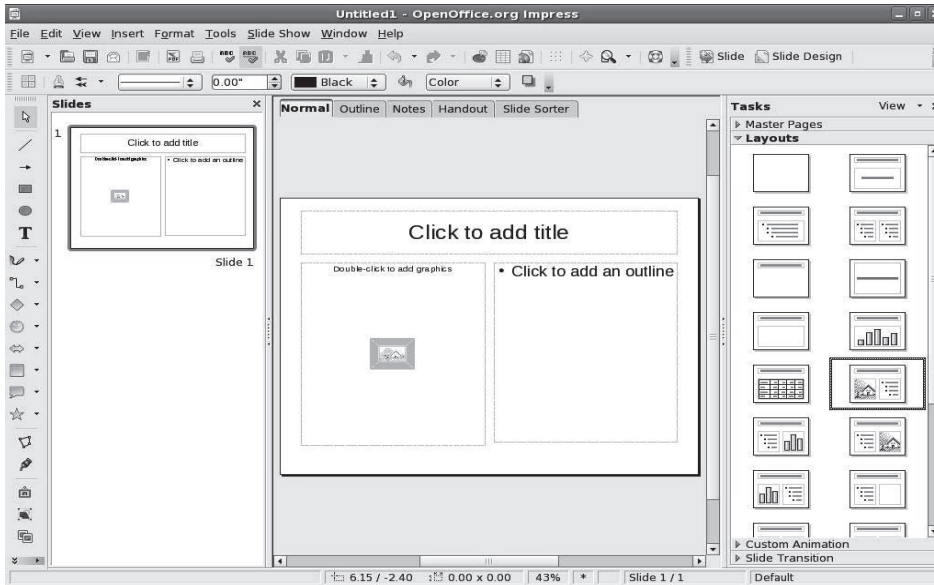 Untitled1 - OpenOffice.org Impress
File Edit View Insert Format Tools Slide Show Window Help
Slide Slide Design
0.00" Black Color
Slides
1
Click to add title
Double-click to add graphics
• Click to add an outline
Slide 1
Normal Outline Notes Handout Slide Sorter
Click to add title
Double-click to add graphics
• Click to add an outline
Tasks View
Master Pages
Layouts
Custom Animation
Slide Transition
6.15 / -2.40 0.00 x 0.00 43% * Slide 1 / 1 Default